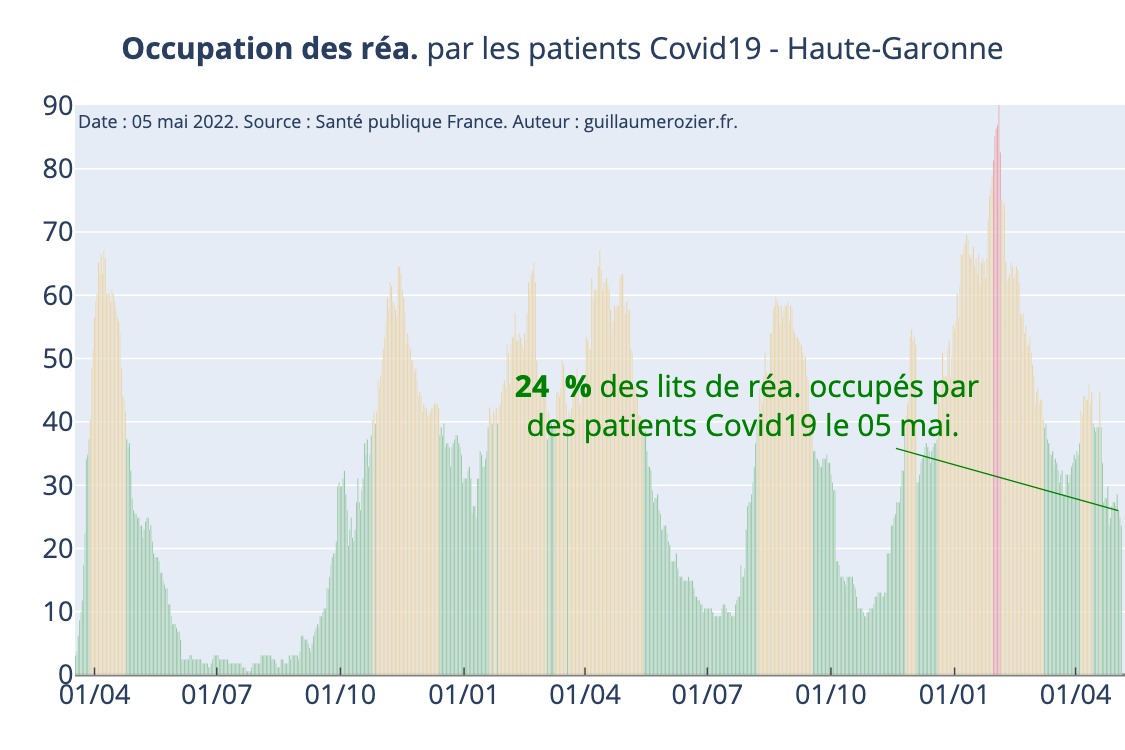 Occupation des réa. par les patients Covid19 - Haute-Garonne
90
Date : 05 mai 2022. Source : Santé publique France. Auteur : guillaumerozier.fr.
80
70
60
50
24 % des lits de réa. occupés par
des patients Covid19 le 05 mai.
40
30
20
10
0
01/04 01/07 01/10 01/01 01/04 01/07 01/10 01/01 01/04